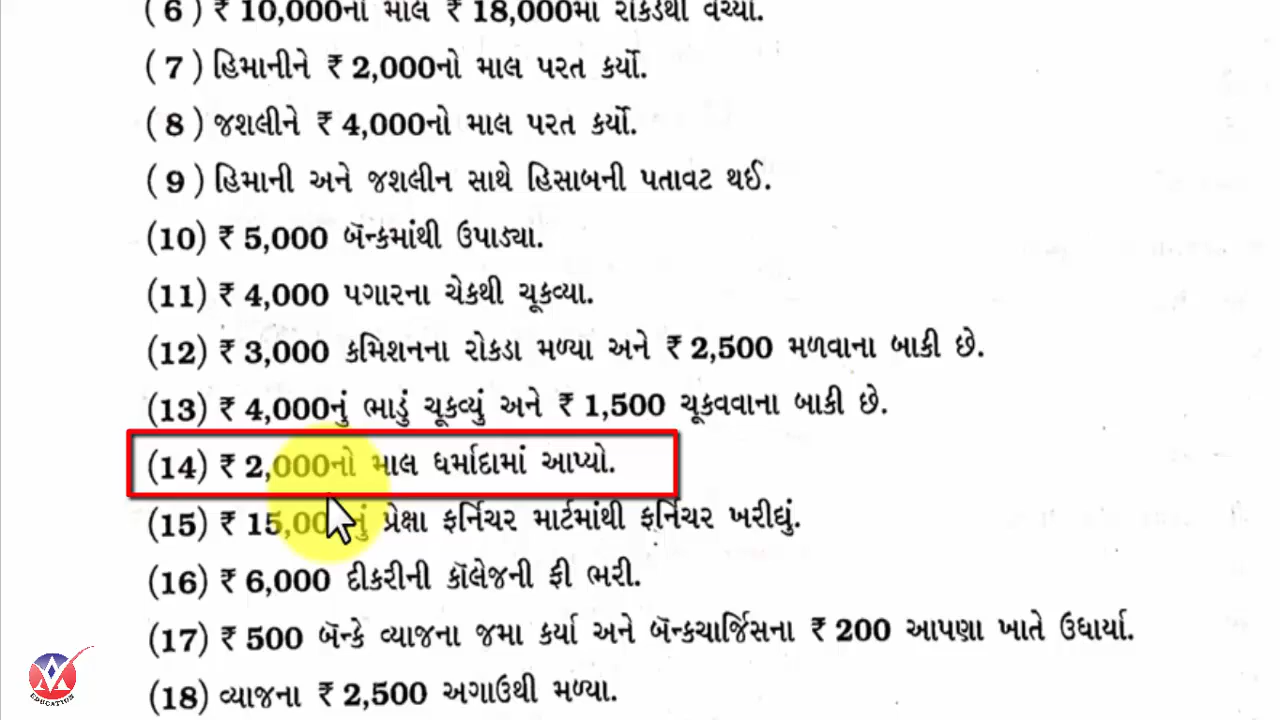 ( 6 ) ₹ 10,000નો માલ ₹ 18,000માં રોકડેથી વેચ્યો.
( 7 ) હિમાનીને ₹ 2,000નો માલ પરત કર્યો.
( 8 ) જશલીને ₹ 4,000નો માલ પરત કર્યો.
( 9 ) હિમાની અને જશલીન સાથે હિસાબની પતાવટ થઈ.
(10) ₹ 5,000 બૅન્કમાંથી ઉપાડ્યા.
(11) ₹ 4,000 પગારના ચેકથી ચૂકવ્યા.
(12) ₹ 3,000 કમિશનના રોકડા મળ્યા અને ₹ 2,500 મળવાના બાકી છે.
(13) ₹ 4,000નું ભાડું ચૂકવ્યું અને ₹ 1,500 ચૂકવવાના બાકી છે.
(14) ₹ 2,000નો માલ ધર્માદામાં આપ્યો.
(15) ₹ 15,000નું પ્રેક્ષા ફર્નિચર માર્ટમાંથી ફર્નિચર ખરીદ્યું.
(16) ₹ 6,000 દીકરીની કૉલેજની ફી ભરી.
(17) ₹ 500 બૅન્કે વ્યાજના જમા કર્યા અને બૅન્કચાર્જિસના ₹ 200 આપણા ખાતે ઉધાર્યા.
(18) વ્યાજના ₹ 2,500 અગાઉથી મળ્યા.
EDUCATION